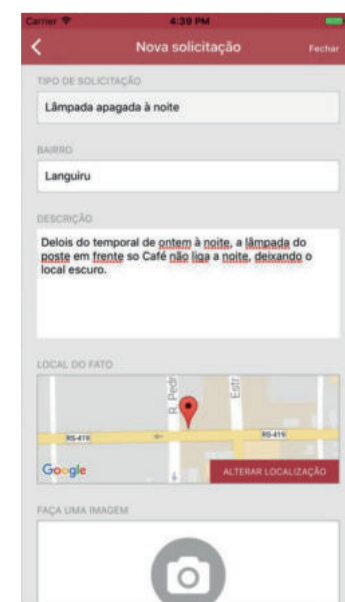 Carrier 4:39 PM
Nova solicitação Fechar
TIPO DE SOLICITAÇÃO
Lâmpada apagada à noite
BAIRRO
Languiru
DESCRIÇÃO
Delois do temporal de ontem à noite, a lâmpada do
poste em frente so Café não liga a noite, deixando o
local escuro.
LOCAL DO FATO
R. Pedr
Estr
RS-419 RS-419
Google ALTERAR LOCALIZAÇÃO
FAÇA UMA IMAGEM